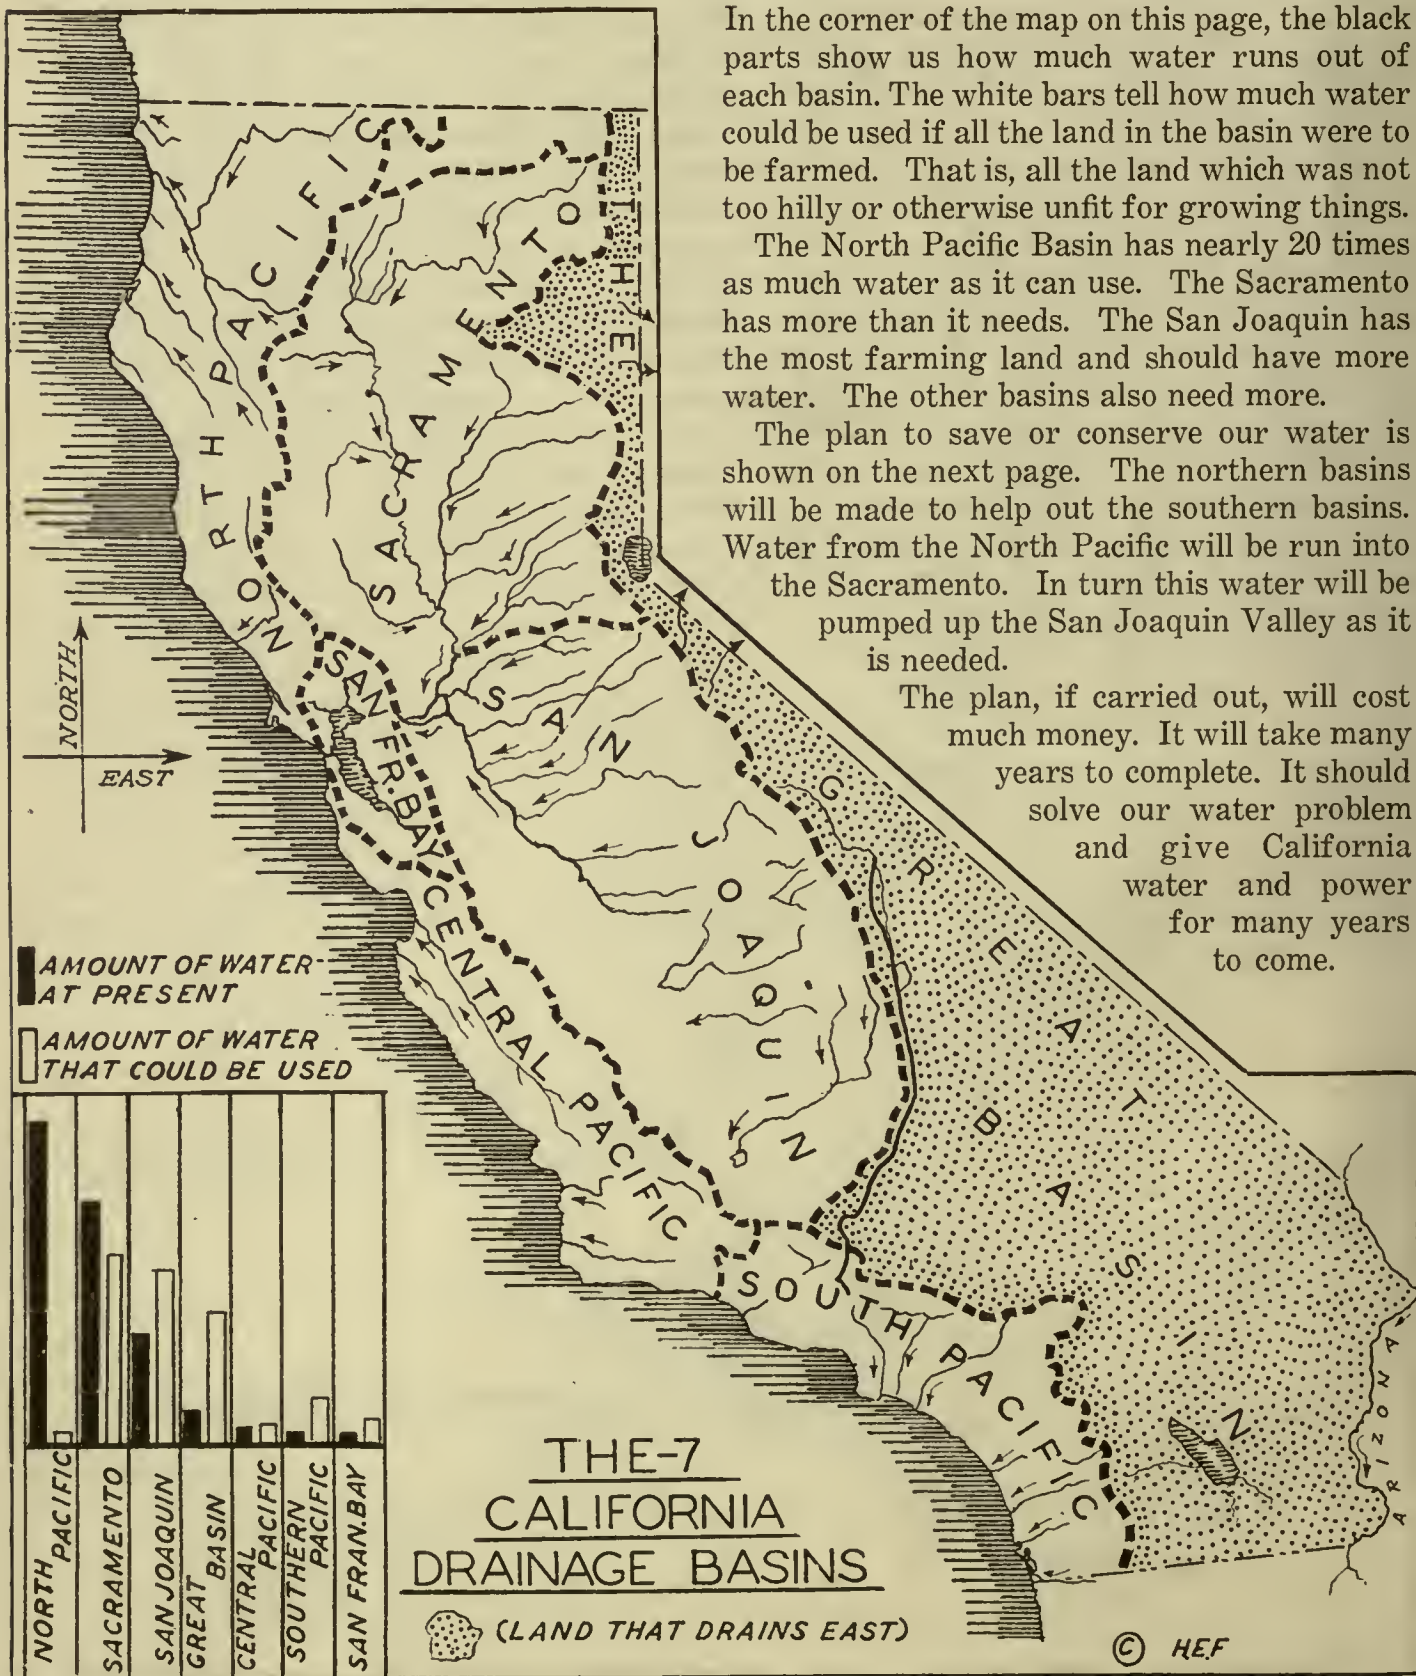 In the corner of the map on this page, the black
parts show us how much water runs out of
each basin. The white bars tell how much water
could be used if all the land in the basin were to
be farmed. That is, all the land which was not
too hilly or otherwise unfit for growing things.
The North Pacific Basin has nearly 20 times
as much water as it can use. The Sacramento
has more than it needs. The San Joaquin has
the most farming land and should have more
water. The other basins also need more.
The plan to save or conserve our water is
shown on the next page. The northern basins
will be made to help out the southern basins.
Water from the North Pacific will be run into
the Sacramento. In turn this water will be
pumped up the San Joaquin Valley as it
is needed.
The plan, if carried out, will cost
much money. It will take many
years to complete. It should
solve our water problem
and give California
water and power
for many years
to come.
NORTH PACIFIC
SACRAMENTO
THE
GREAT
BASIN
SAN FR. BAY
SAN
JOAQUIN
CENTRAL PACIFIC
SOUTH PACIFIC
ARIZONA
NORTH
EAST
AMOUNT OF WATER-
AT PRESENT
AMOUNT OF WATER
THAT COULD BE USED
NORTH
PACIFIC
SACRAMENTO
SAN JOAQUIN
GREAT
BASIN
CENTRAL
PACIFIC
SOUTHERN
PACIFIC
SAN FRAN. BAY
THE-7
CALIFORNIA
DRAINAGE BASINS
(LAND THAT DRAINS EAST)
© H.E.F